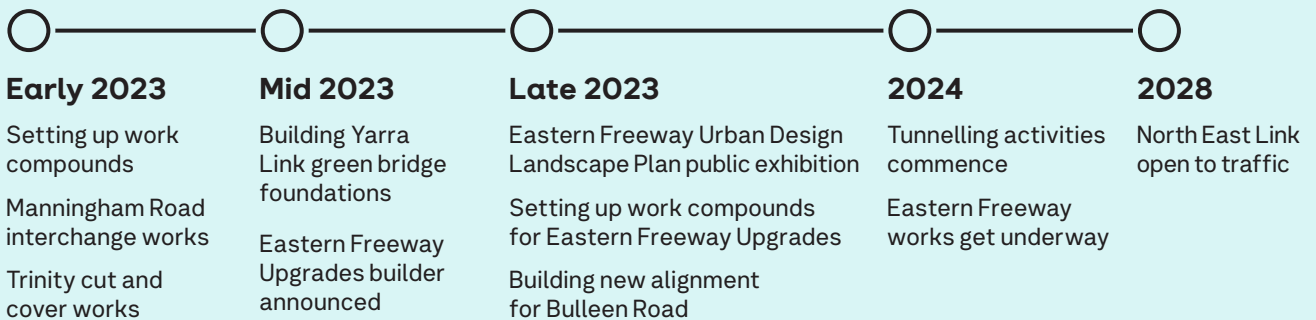 Early 2023
Setting up work
compounds
Manningham Road
interchange works
Trinity cut and
cover works
Mid 2023
Building Yarra
Link green bridge
foundations
Eastern Freeway
Upgrades builder
announced
Late 2023
Eastern Freeway Urban Design
Landscape Plan public exhibition
Setting up work compounds
for Eastern Freeway Upgrades
Building new alignment
for Bulleen Road
2024
Tunnelling activities
commence
Eastern Freeway
works get underway
2028
North East Link
open to traffic